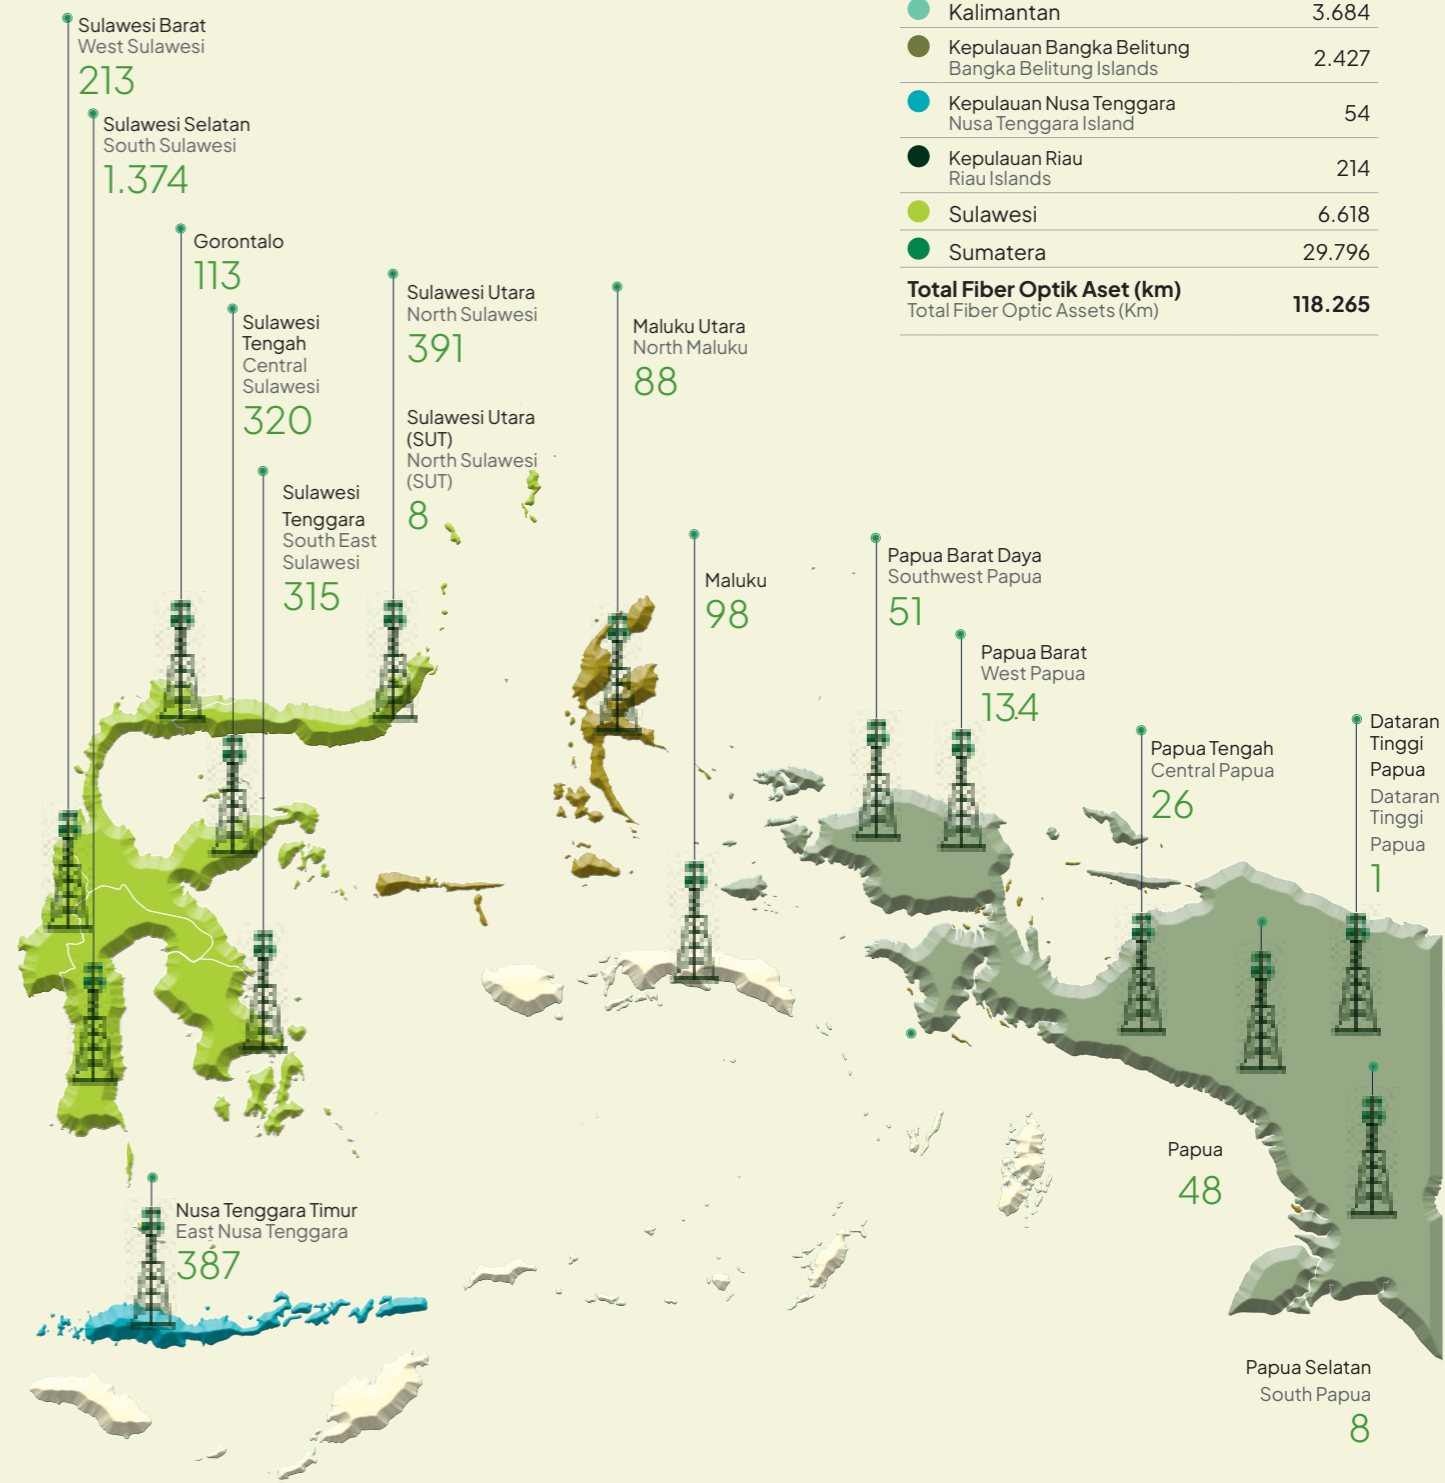 Sulawesi Barat
West Sulawesi
213
Sulawesi Selatan
South Sulawesi
1.374
Gorontalo
113
Sulawesi
Tengah
Central
Sulawesi
320
Sulawesi
Tenggara
South East
Sulawesi
315
Sulawesi Utara
North Sulawesi
391
Sulawesi Utara
(SUT)
North Sulawesi
(SUT)
8
Maluku Utara
North Maluku
88
Maluku
98
Kalimantan 3.684
Kepulauan Bangka Belitung
Bangka Belitung Islands
2.427
Kepulauan Nusa Tenggara
Nusa Tenggara Island
54
Kepulauan Riau
Riau Islands
214
Sulawesi 6.618
Sumatera 29.796
Total Fiber Optik Aset (km)
Total Fiber Optic Assets (Km)
118.265
Papua Barat Daya
Southwest Papua
51
Papua Barat
West Papua
134
Papua Tengah
Central Papua
26
Dataran
Tinggi
Papua
Dataran
Tinggi
Papua
1
Papua
48
Nusa Tenggara Timur
East Nusa Tenggara
387
Papua Selatan
South Papua
8